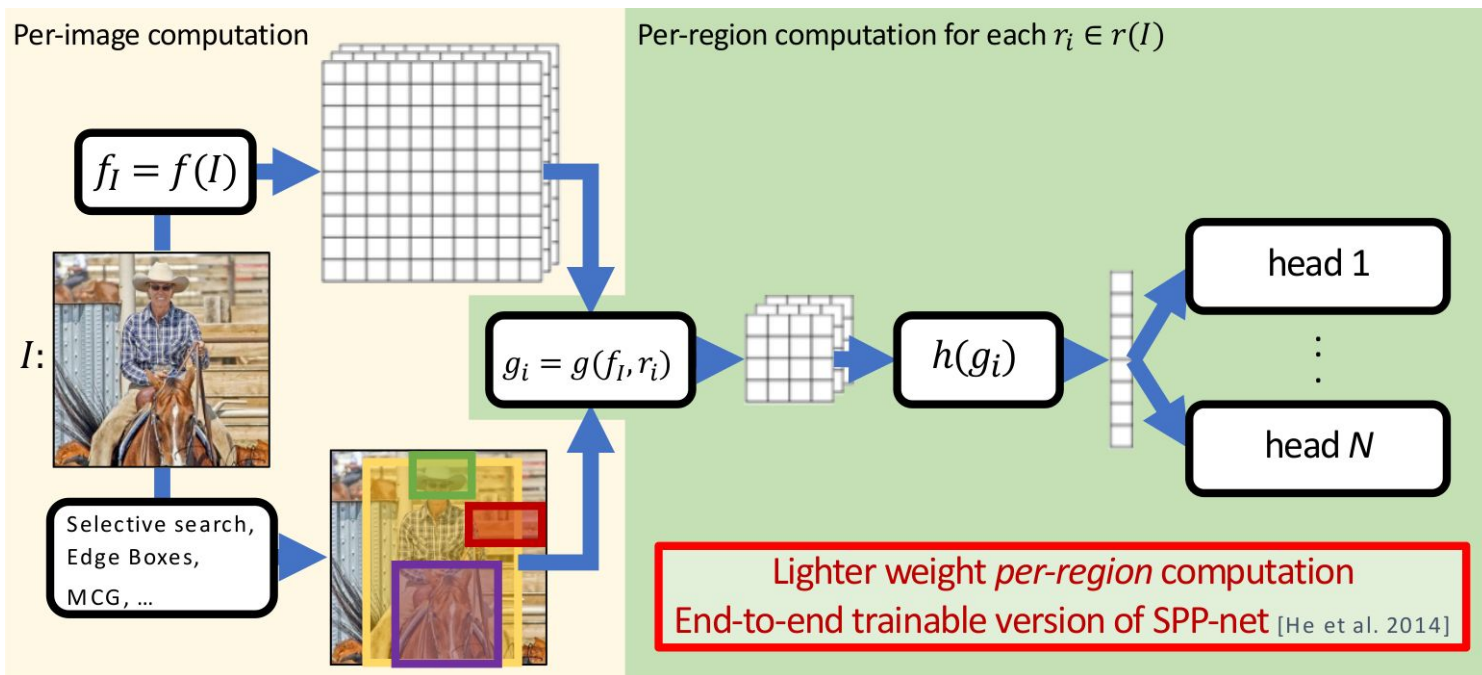 Per-image computation
Per-region computation for each $r_i \in r(I)$
$f_I = f(I)$
$I$:
$g_i = g(f_I, r_i)$
$h(g_i)$
head 1
⋮
head N
Selective search,
Edge Boxes,
MCG, …
Lighter weight per-region computation
End-to-end trainable version of SPP-net [He et al. 2014]